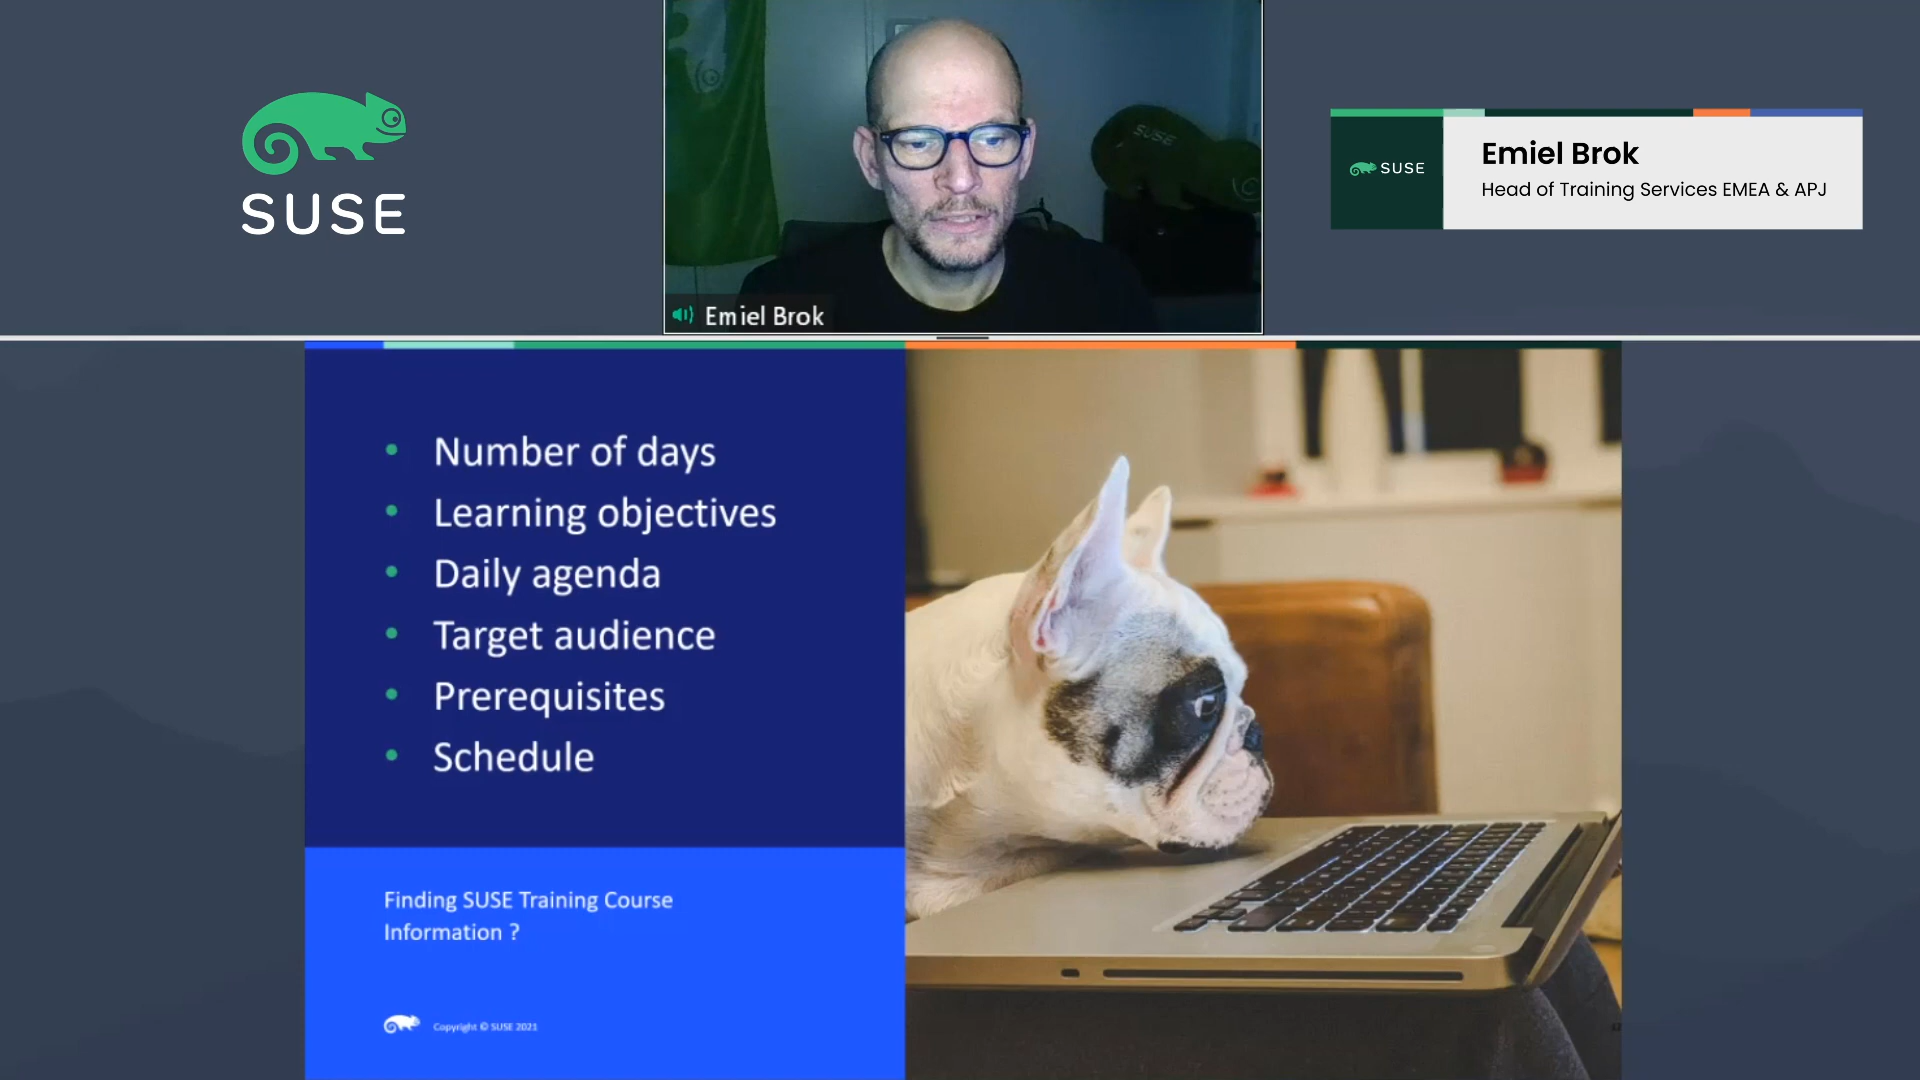 SUSE
SUSE
SUSE
Emiel Brok
Head of Training Services EMEA & APJ
Emiel Brok
Number of days
Learning objectives
Daily agenda
Target audience
Prerequisites
Schedule
Finding SUSE Training Course
Information ?
Copyright © SUSE 2021